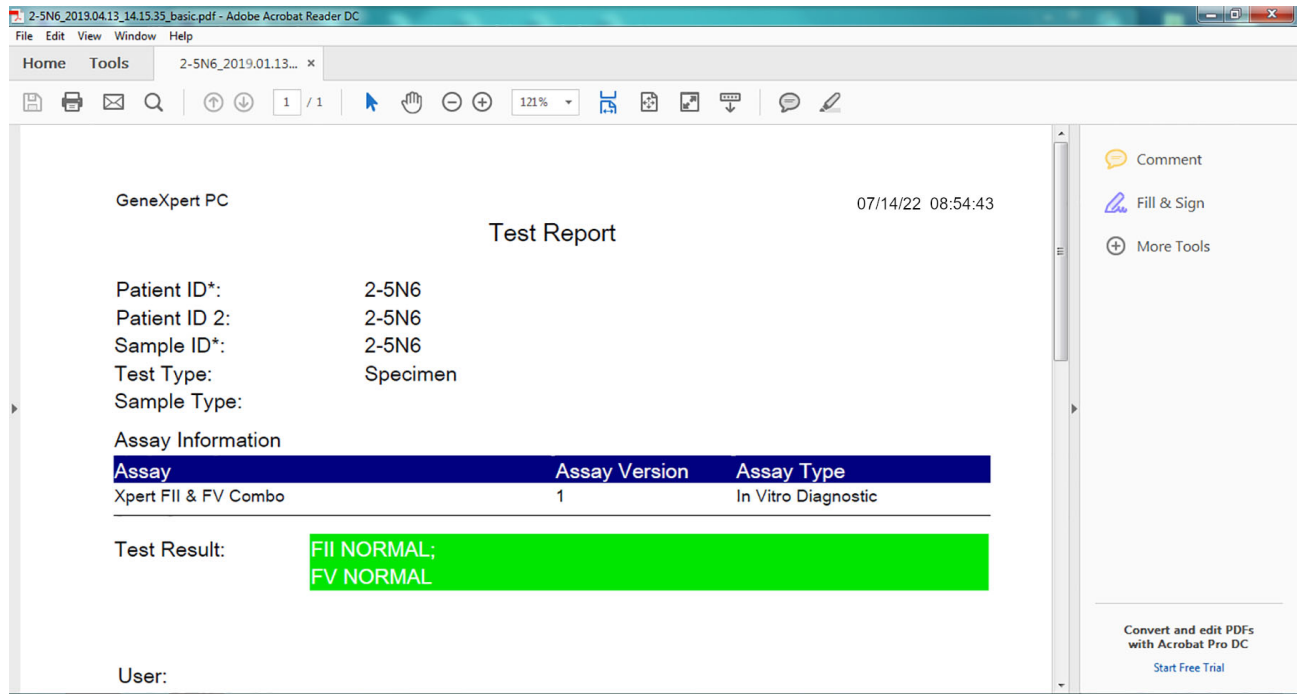 2-5N6_2019.04.13_14.15.35_basic.pdf - Adobe Acrobat Reader DC
File Edit View Window Help
Home Tools 2-5N6_2019.01.13... ×
1 / 1 121%
GeneXpert PC 07/14/22 08:54:43
Test Report
Patient ID*: 2-5N6
Patient ID 2: 2-5N6
Sample ID*: 2-5N6
Test Type: Specimen
Sample Type:
Assay Information
Assay Assay Version Assay Type
Xpert FII & FV Combo 1 In Vitro Diagnostic
Test Result: FII NORMAL;
FV NORMAL
User:
Comment
Fill & Sign
More Tools
Convert and edit PDFs
with Acrobat Pro DC
Start Free Trial